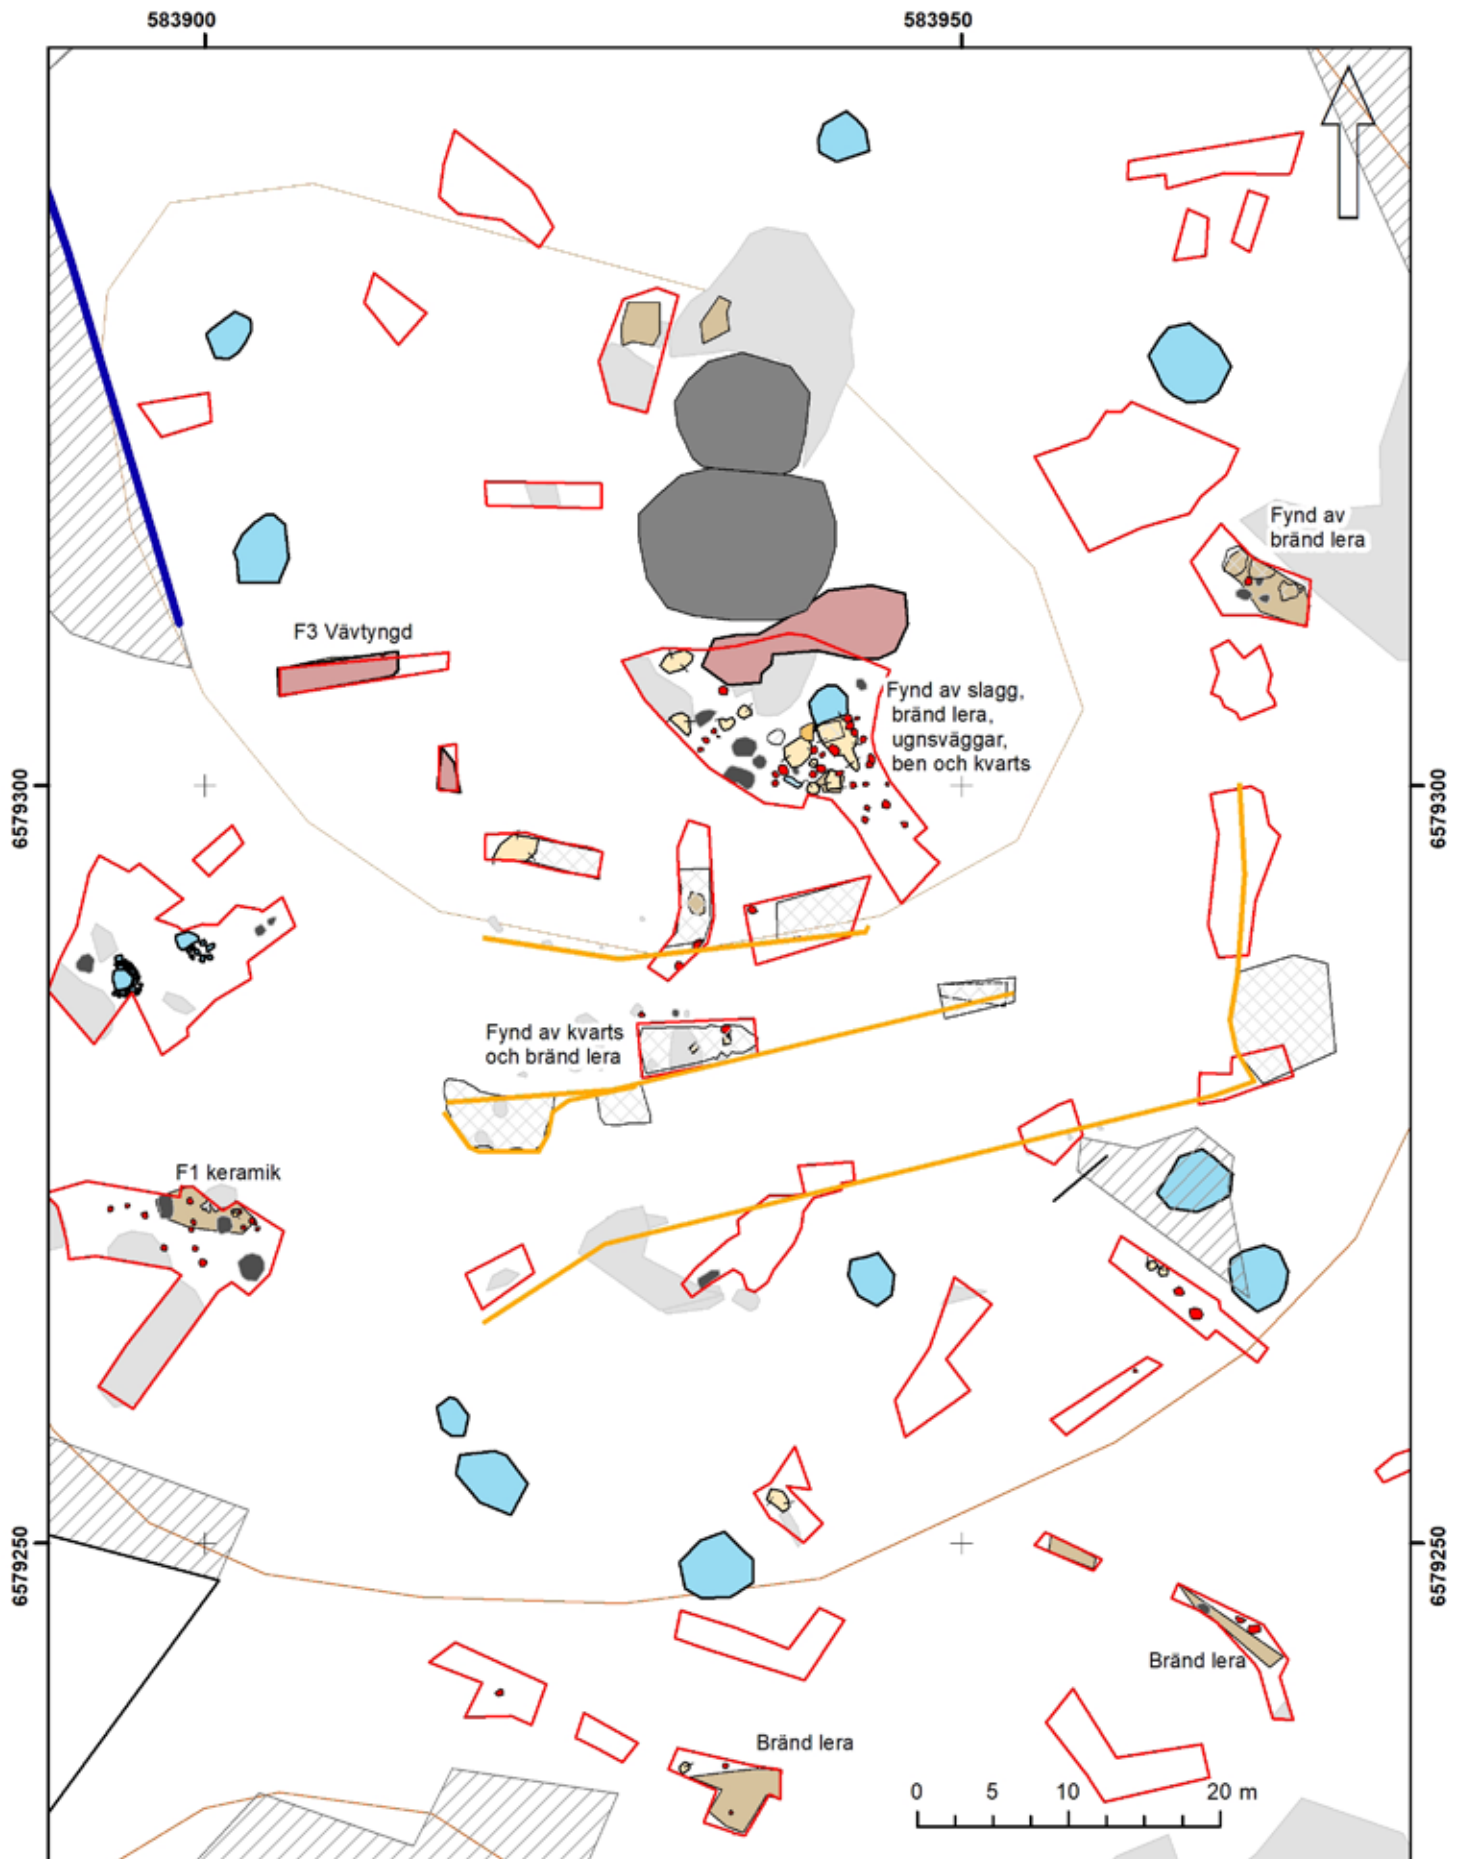 583900
583950
Fynd av
bränd lera
F3 Vävtyngd
Fynd av slagg,
bränd lera,
ugnsväggar,
ben och kvarts
6579300
6579300
Fynd av kvarts
och bränd lera
F1 keramik
6579250
6579250
Bränd lera
Bränd lera
0 5 10 20 m